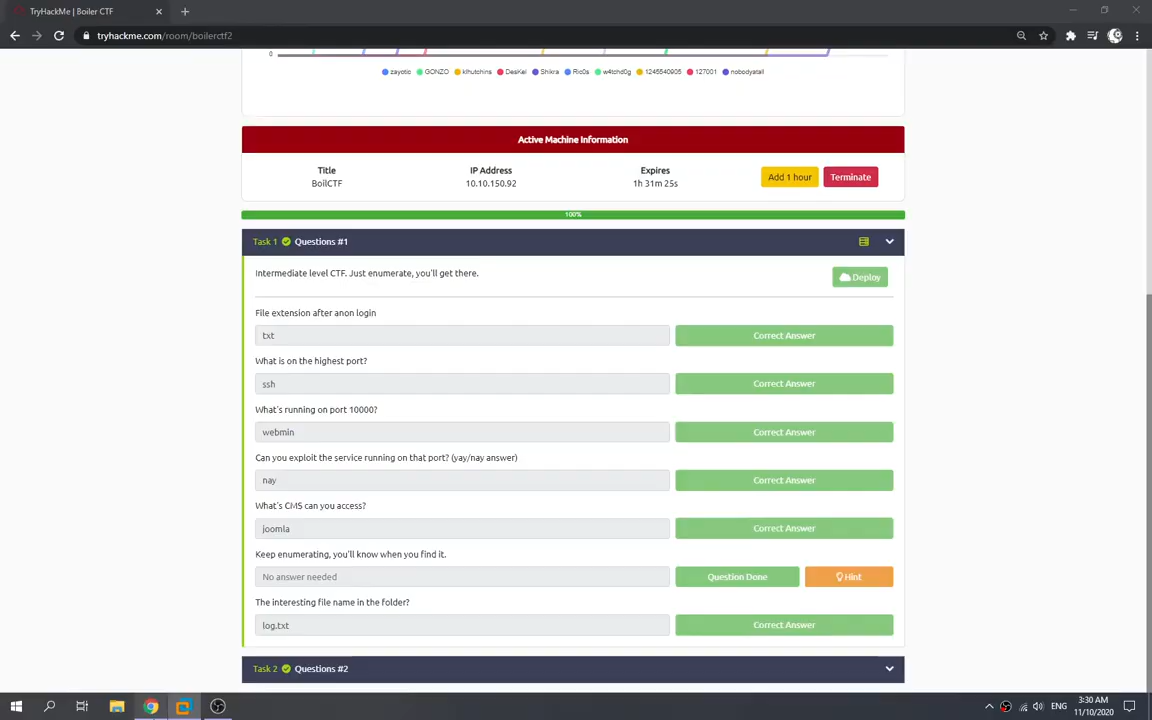 TryHackMe | Boiler CTF
tryhackme.com/room/boilerctf2
0
zayotic GONZO kihutchins DesKel Shikra Ric0s w4tchd0g 1245540905 127001 nobodyatall
Active Machine Information
Title IP Address Expires
BoilCTF 10.10.150.92 1h 31m 25s
Add 1 hour Terminate
100%
Task 1 Questions #1
Intermediate level CTF. Just enumerate, you'll get there.
Deploy
File extension after anon login
txt Correct Answer
What is on the highest port?
ssh Correct Answer
What's running on port 10000?
webmin Correct Answer
Can you exploit the service running on that port? (yay/nay answer)
nay Correct Answer
What's CMS can you access?
joomla Correct Answer
Keep enumerating, you'll know when you find it.
No answer needed Question Done Hint
The interesting file name in the folder?
log.txt Correct Answer
Task 2 Questions #2
ENG
3:30 AM
11/10/2020